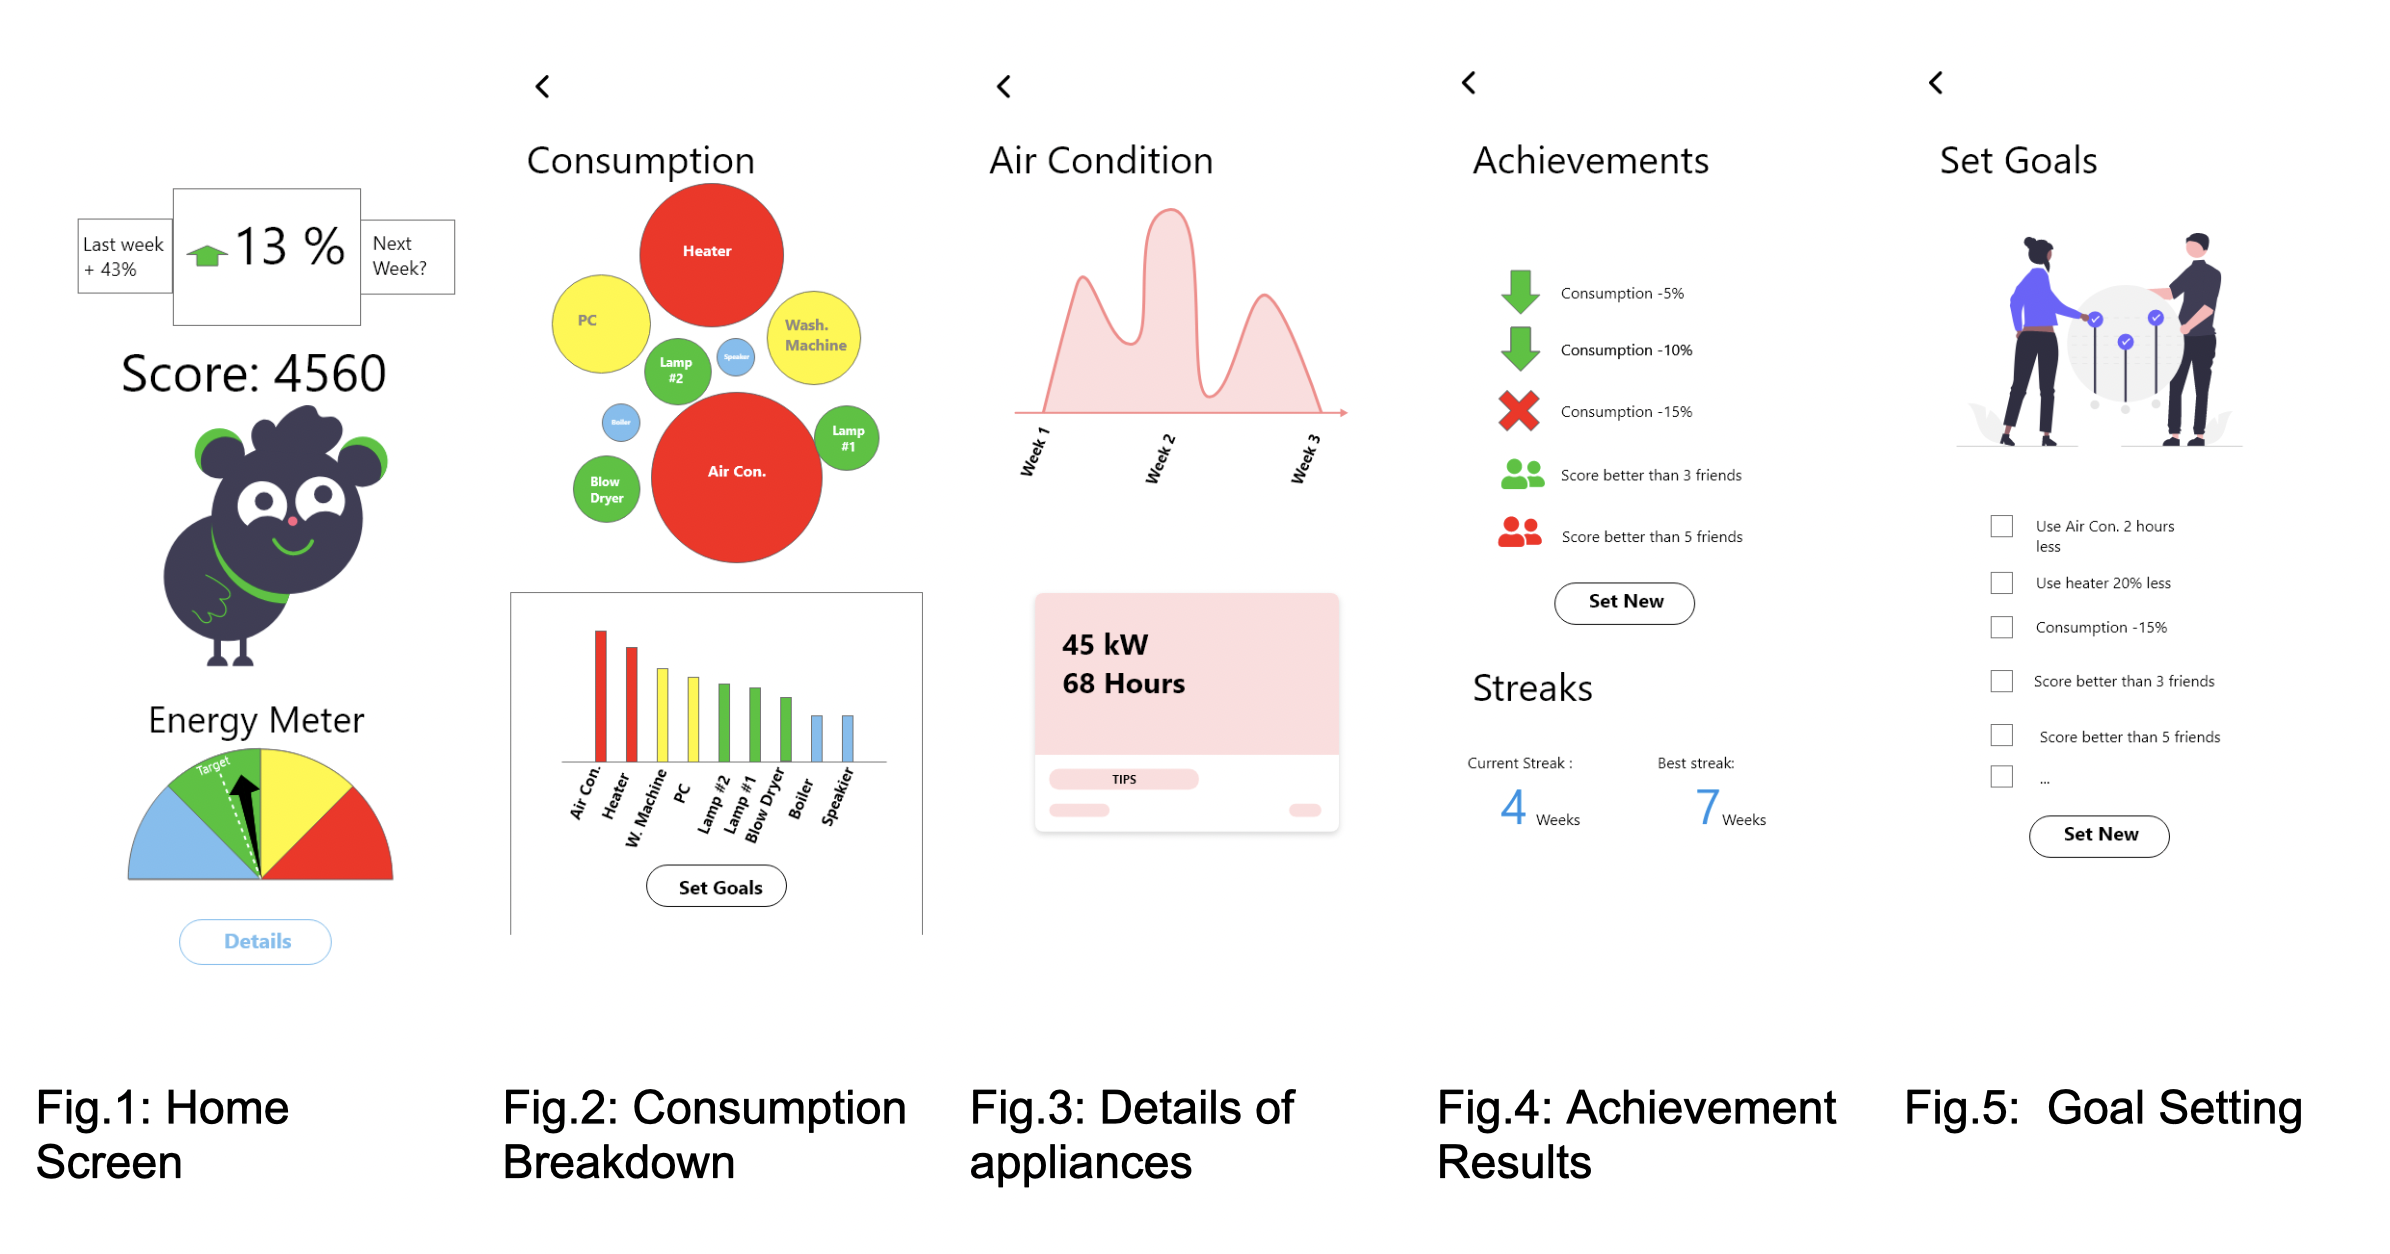 Last week
+ 43%
13 %
Next
Week?
Score: 4560
Energy Meter
Target
Details
Consumption
Heater
PC
Wash.
Machine
Lamp
#2
Speaker
Boiler
Lamp
#1
Air Con.
Blow
Dryer
Air Con.
Heater
W. Machine
PC
Lamp #2
Lamp #1
Blow Dryer
Boiler
Speakier
Set Goals
Air Condition
Week 1
Week 2
Week 3
45 kW
68 Hours
TIPS
Achievements
Consumption -5%
Consumption -10%
Consumption -15%
Score better than 3 friends
Score better than 5 friends
Set New
Streaks
Current Streak :
Best streak:
4 Weeks
7 Weeks
Set Goals
Use Air Con. 2 hours
less
Use heater 20% less
Consumption -15%
Score better than 3 friends
Score better than 5 friends
...
Set New
Fig.1: Home
Screen
Fig.2: Consumption
Breakdown
Fig.3: Details of
appliances
Fig.4: Achievement
Results
Fig.5:  Goal Setting